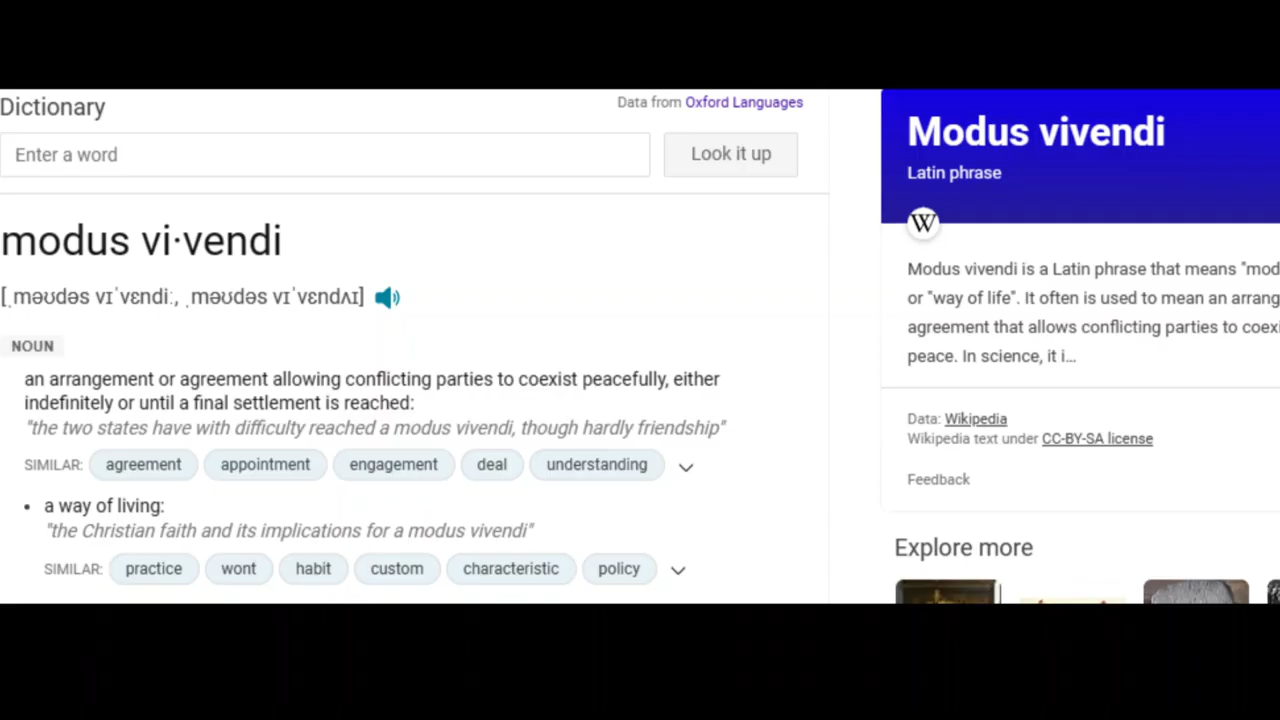 Dictionary
Data from Oxford Languages
Enter a word
Look it up
modus vi·vendi
[ˌməʊdəs vɪˈvɛndiː, ˌməʊdəs vɪˈvɛndʌɪ]
NOUN
an arrangement or agreement allowing conflicting parties to coexist peacefully, either
indefinitely or until a final settlement is reached:
"the two states have with difficulty reached a modus vivendi, though hardly friendship"
SIMILAR: agreement appointment engagement deal understanding
• a way of living:
"the Christian faith and its implications for a modus vivendi"
SIMILAR: practice wont habit custom characteristic policy
Modus vivendi
Latin phrase
W
Modus vivendi is a Latin phrase that means "mod
or "way of life". It often is used to mean an arrang
agreement that allows conflicting parties to coexi
peace. In science, it i...
Data: Wikipedia
Wikipedia text under CC-BY-SA license
Feedback
Explore more